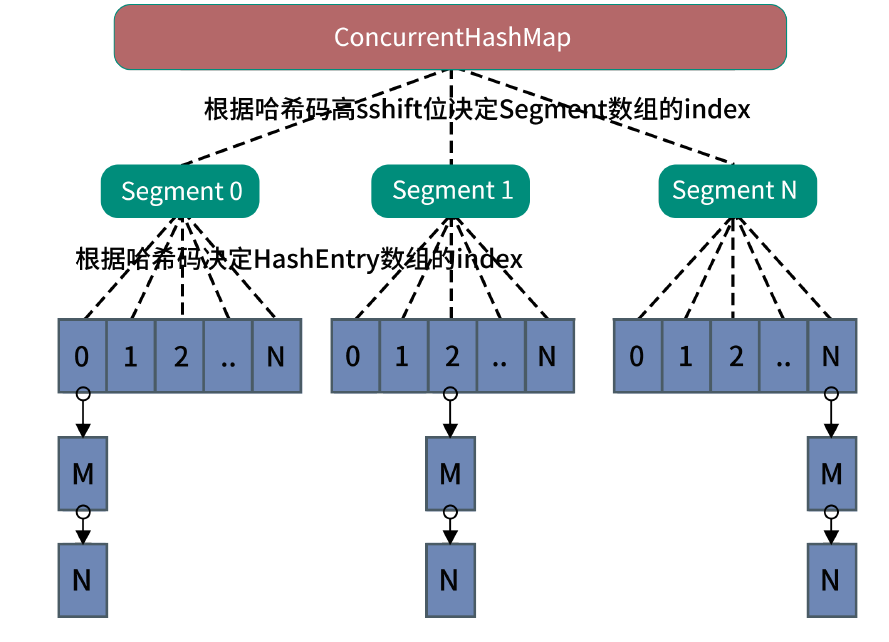 ConcurrentHashMap
根据哈希码高sshift位决定Segment数组的index
Segment 0 Segment 1 Segment N
根据哈希码决定HashEntry数组的index
0 1 2 .. N 0 1 2 .. N 0 1 2 .. N
M M M
N N N